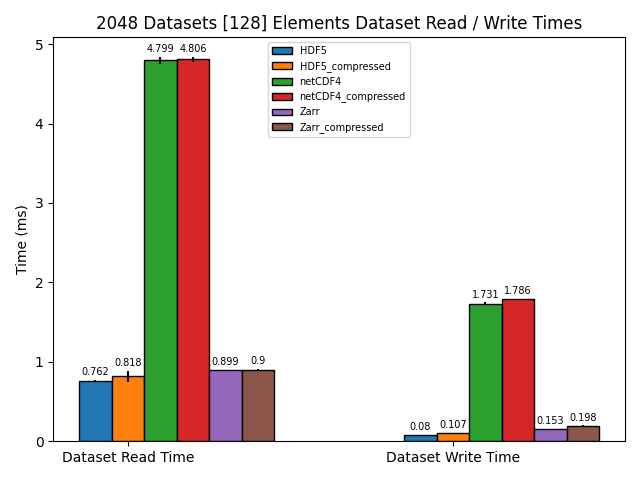 2048 Datasets [128] Elements Dataset Read / Write Times
Time (ms)
5
4
3
2
1
0
HDF5
HDF5_compressed
netCDF4
netCDF4_compressed
Zarr
Zarr_compressed
0.762
0.818
4.799
4.806
0.899
0.9
0.08
0.107
1.731
1.786
0.153
0.198
Dataset Read Time
Dataset Write Time